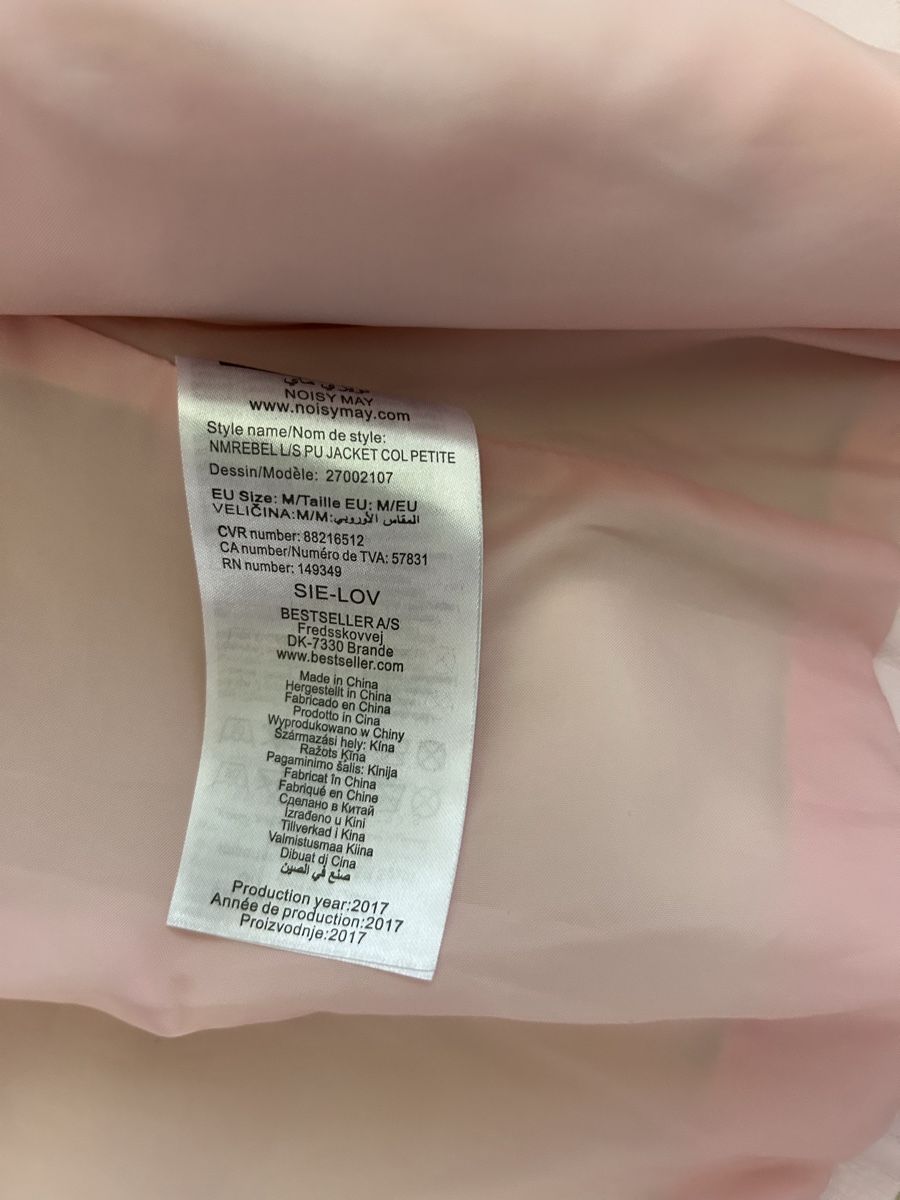 نويزي ماي
NOISY MAY
www.noisymay.com
Style name/Nom de style:
NMREBEL L/S PU JACKET COL PETITE
Dessin/Modèle: 27002107
EU Size: M/Taille EU: M/EU
VELIČINA:M/M:المقاس الأوروبي
CVR number: 88216512
CA number/Numéro de TVA: 57831
RN number: 149349
SIE-LOV
BESTSELLER A/S
Fredsskovvej
DK-7330 Brande
www.bestseller.com
Made in China
Hergestellt in China
Fabricado en China
Prodotto in Cina
Wyprodukowano w Chiny
Származási hely: Kína
Ražots Ķīna
Pagaminimo šalis: Kinija
Fabricat în China
Fabriqué en Chine
Сделано в Китай
Izrađeno u Kini
Tillverkad i Kina
Valmistusmaa Kiina
Dibuat dj Cina
صنع في الصين
Production year:2017
Année de production:2017
Proizvodnje:2017